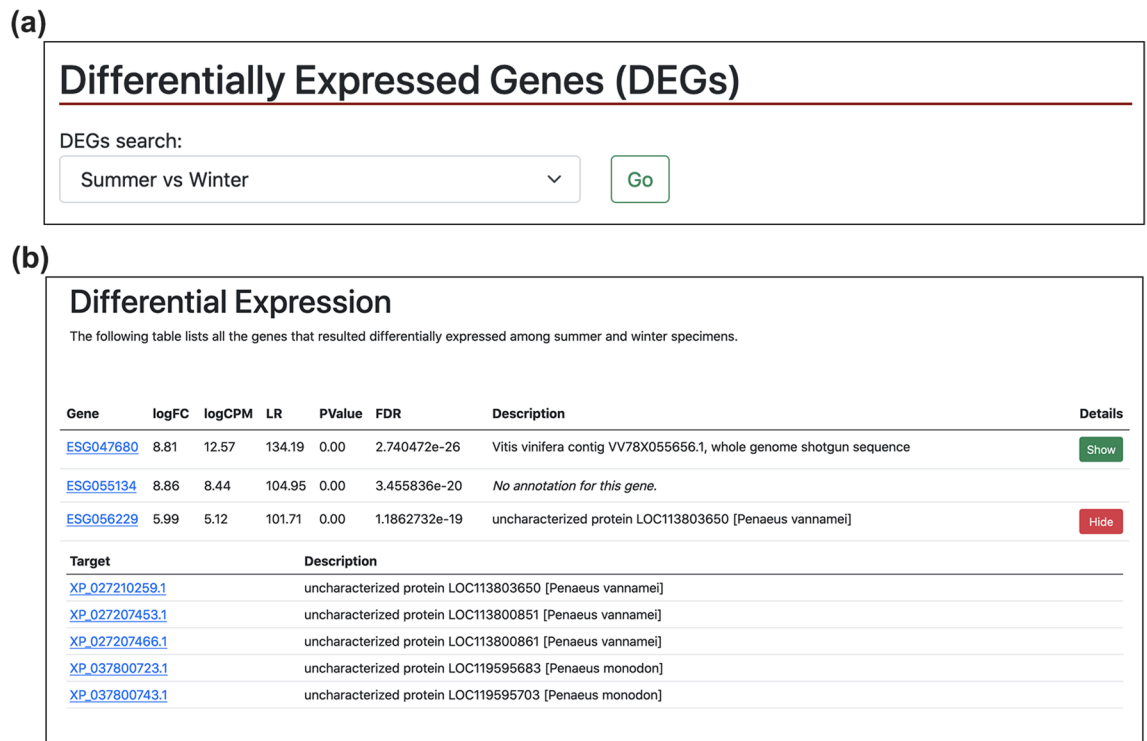 (a)
Differentially Expressed Genes (DEGs)
DEGs search:
Summer vs Winter
Go
(b)
Differential Expression
The following table lists all the genes that resulted differentially expressed among summer and winter specimens.
Gene logFC logCPM LR PValue FDR Description Details
ESG047680 8.81 12.57 134.19 0.00 2.740472e-26 Vitis vinifera contig VV78X055656.1, whole genome shotgun sequence Show
ESG055134 8.86 8.44 104.95 0.00 3.455836e-20 No annotation for this gene.
ESG056229 5.99 5.12 101.71 0.00 1.1862732e-19 uncharacterized protein LOC113803650 [Penaeus vannamei] Hide
Target Description
XP_027210259.1 uncharacterized protein LOC113803650 [Penaeus vannamei]
XP_027207453.1 uncharacterized protein LOC113800851 [Penaeus vannamei]
XP_027207466.1 uncharacterized protein LOC113800861 [Penaeus vannamei]
XP_037800723.1 uncharacterized protein LOC119595683 [Penaeus monodon]
XP_037800743.1 uncharacterized protein LOC119595703 [Penaeus monodon]